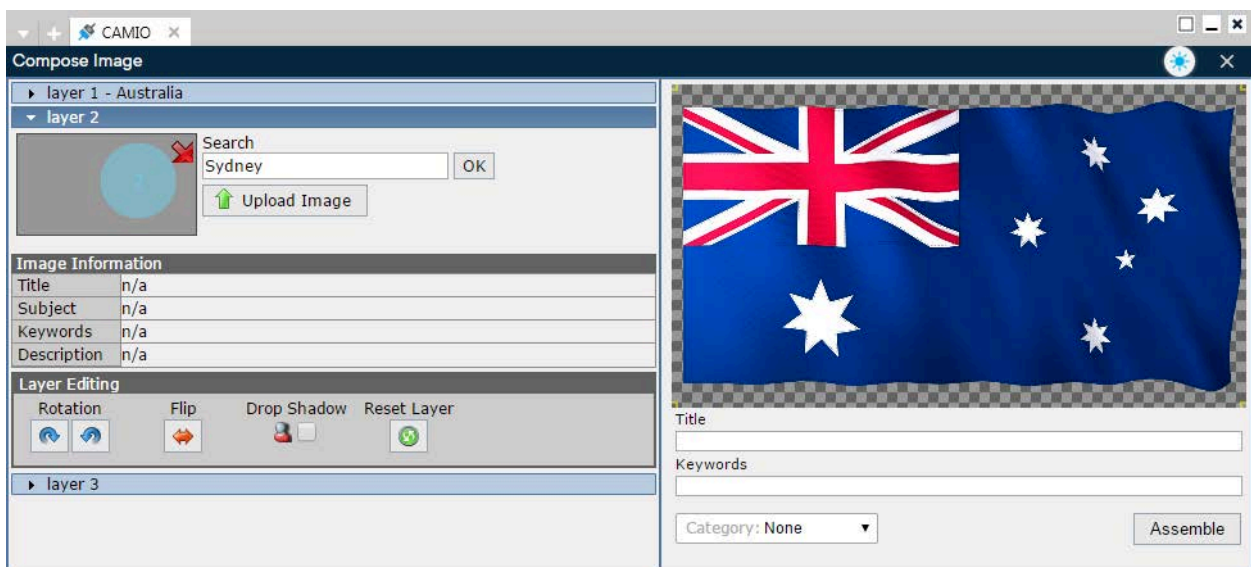 CAMIO
Compose Image
layer 1 - Australia
layer 2
Search
Sydney
OK
Upload Image
Image Information
Title n/a
Subject n/a
Keywords n/a
Description n/a
Layer Editing
Rotation Flip Drop Shadow Reset Layer
layer 3
Title
Keywords
Category: None
Assemble